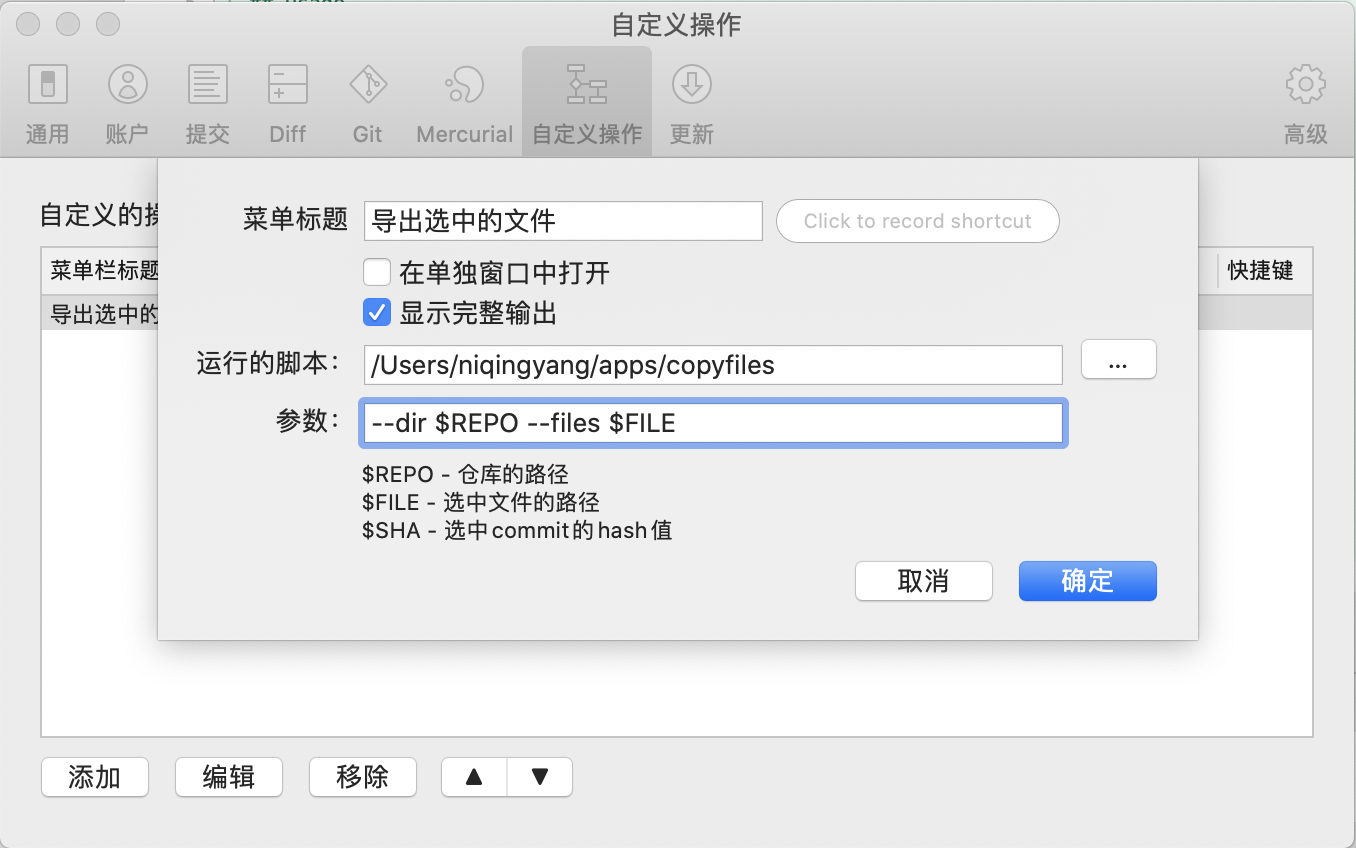 自定义操作
通用 账户 提交 Diff Git Mercurial 自定义操作 更新 高级
自定义的
菜单标题 导出选中的文件 Click to record shortcut
菜单栏标题 快捷键
在单独窗口中打开
显示完整输出
导出选中的
运行的脚本： /Users/niqingyang/apps/copyfiles ...
参数： --dir $REPO --files $FILE
$REPO - 仓库的路径
$FILE - 选中文件的路径
$SHA - 选中commit的hash值
取消 确定
添加 编辑 移除 ▲ ▼